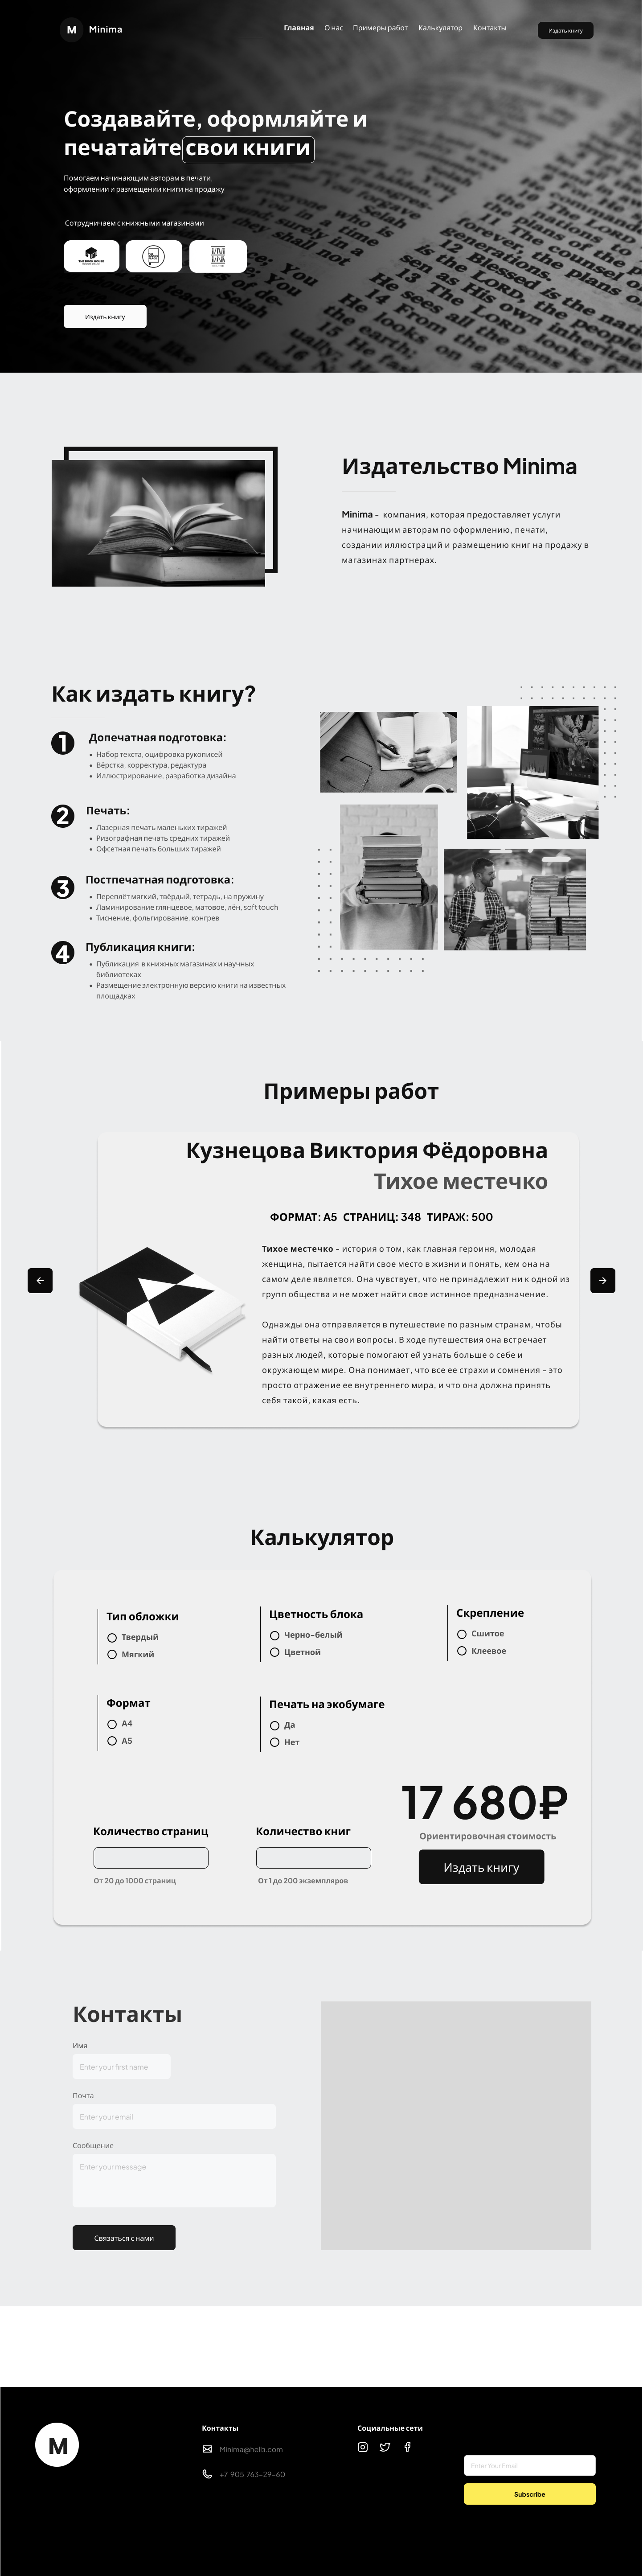 M Minima
Главная О нас Примеры работ Калькулятор Контакты
Издать книгу
Создавайте, оформляйте и
печатайте свои книги
Помогаем начинающим авторам в печати,
оформлении и размещении книги на продажу
Сотрудничаем с книжными магазинами
THE BOOK HOUSE
Издать книгу
Издательство Minima
Minima – компания, которая предоставляет услуги
начинающим авторам по оформлению, печати,
создании иллюстраций и размещению книг на продажу в
магазинах партнерах.
Как издать книгу?
1 Допечатная подготовка:
Набор текста, оцифровка рукописей
Вёрстка, корректура, редактура
Иллюстрирование, разработка дизайна
2 Печать:
Лазерная печать маленьких тиражей
Ризографная печать средних тиражей
Офсетная печать больших тиражей
3 Постпечатная подготовка:
Переплёт мягкий, твёрдый, тетрадь, на пружину
Ламинирование глянцевое, матовое, лён, soft touch
Тиснение, фольгирование, конгрев
4 Публикация книги:
Публикация в книжных магазинах и научных
библиотеках
Размещение электронную версию книги на известных
площадках
Примеры работ
Кузнецова Виктория Фёдоровна
Тихое местечко
ФОРМАТ: А5 СТРАНИЦ: 348 ТИРАЖ: 500
Тихое местечко – история о том, как главная героиня, молодая
женщина, пытается найти свое место в жизни и понять, кем она на
самом деле является. Она чувствует, что не принадлежит ни к одной из
групп общества и не может найти свое истинное предназначение.
Однажды она отправляется в путешествие по разным странам, чтобы
найти ответы на свои вопросы. В ходе путешествия она встречает
разных людей, которые помогают ей узнать больше о себе и
окружающем мире. Она понимает, что все ее страхи и сомнения – это
просто отражение ее внутреннего мира, и что она должна принять
себя такой, какая есть.
Калькулятор
Тип обложки
Твердый
Мягкий
Цветность блока
Черно-белый
Цветной
Скрепление
Сшитое
Клеевое
Формат
А4
А5
Печать на экобумаге
Да
Нет
Количество страниц
От 20 до 1000 страниц
Количество книг
От 1 до 200 экземпляров
17 680₽
Ориентировочная стоимость
Издать книгу
Контакты
Имя
Enter your first name
Почта
Enter your email
Сообщение
Enter your message
Связаться с нами
M
Контакты
Minima@hells.com
+7 905 763-29-60
Социальные сети
Enter Your Email
Subscribe